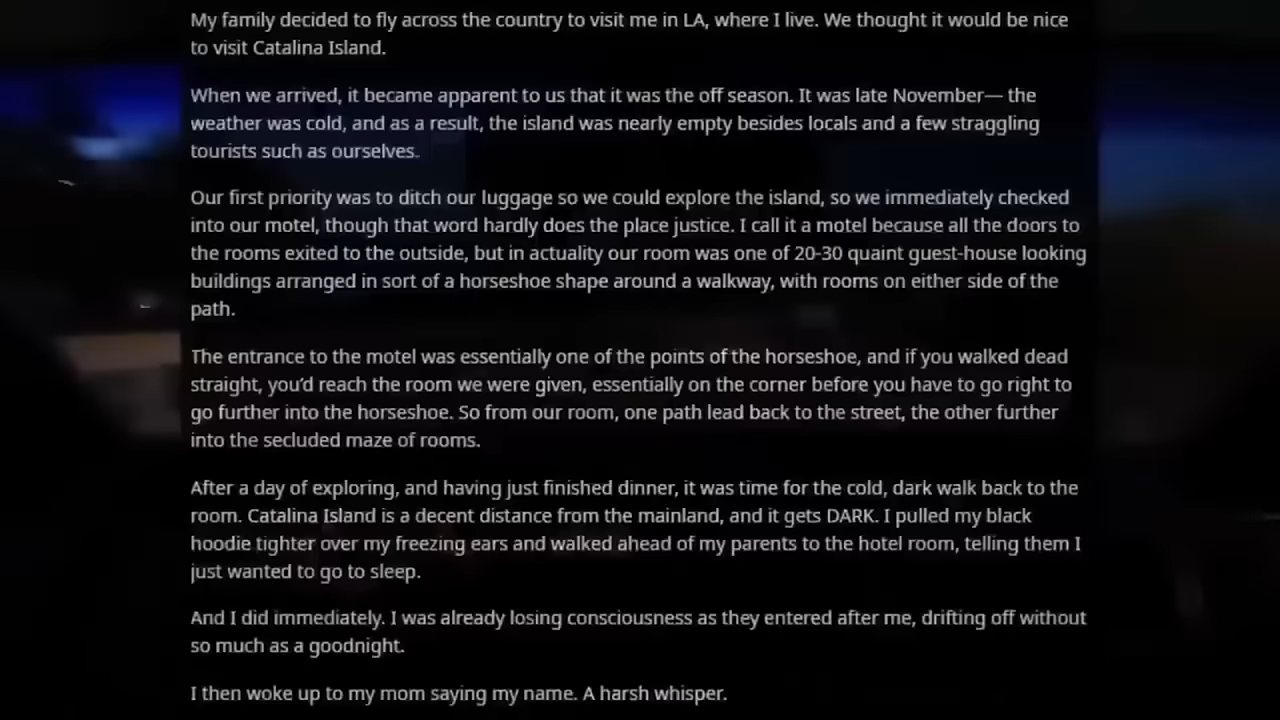 My family decided to fly across the country to visit me in LA, where I live. We thought it would be nice
to visit Catalina Island.
When we arrived, it became apparent to us that it was the off season. It was late November— the
weather was cold, and as a result, the island was nearly empty besides locals and a few straggling
tourists such as ourselves.
Our first priority was to ditch our luggage so we could explore the island, so we immediately checked
into our motel, though that word hardly does the place justice. I call it a motel because all the doors to
the rooms exited to the outside, but in actuality our room was one of 20-30 quaint guest-house looking
buildings arranged in sort of a horseshoe shape around a walkway, with rooms on either side of the
path.
The entrance to the motel was essentially one of the points of the horseshoe, and if you walked dead
straight, you’d reach the room we were given, essentially on the corner before you have to go right to
go further into the horseshoe. So from our room, one path lead back to the street, the other further
into the secluded maze of rooms.
After a day of exploring, and having just finished dinner, it was time for the cold, dark walk back to the
room. Catalina Island is a decent distance from the mainland, and it gets DARK. I pulled my black
hoodie tighter over my freezing ears and walked ahead of my parents to the hotel room, telling them I
just wanted to go to sleep.
And I did immediately. I was already losing consciousness as they entered after me, drifting off without
so much as a goodnight.
I then woke up to my mom saying my name. A harsh whisper.